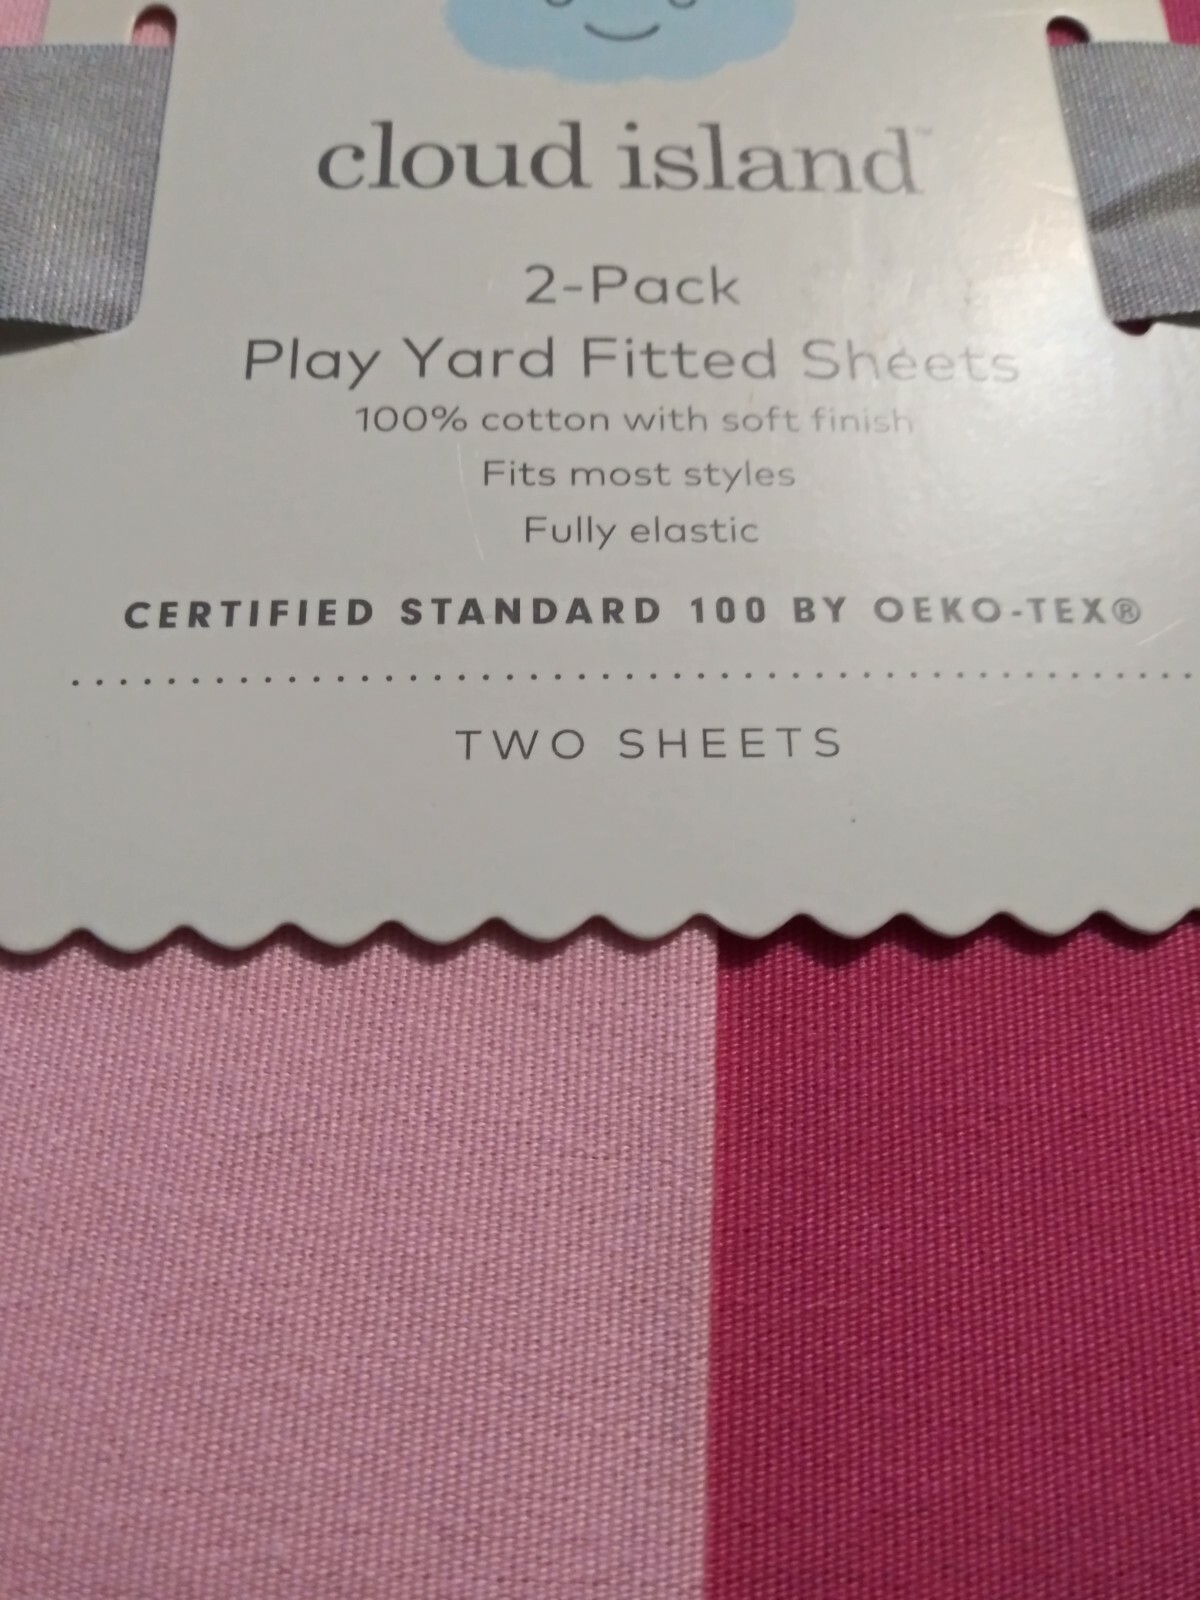 cloud island™
2-Pack
Play Yard Fitted Sheets
100% cotton with soft finish
Fits most styles
Fully elastic
CERTIFIED STANDARD 100 BY OEKO-TEX®
TWO SHEETS